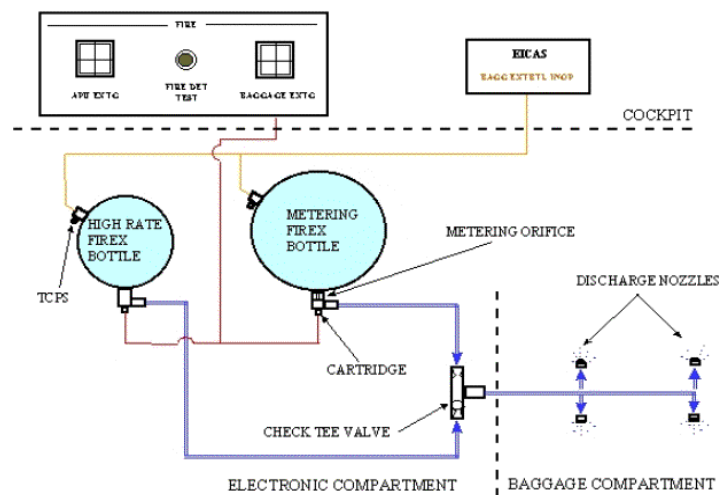 FIRE
EICAS
BAGG EXTBTL INOP
APU EXTG
FIRE DET
TEST
BAGGAGE EXTG
COCKPIT
HIGH RATE
FIREX
BOTTLE
METERING
FIREX
BOTTLE
METERING ORIFICE
TCPS
DISCHARGE NOZZLES
CARTRIDGE
CHECK TEE VALVE
ELECTRONIC COMPARTMENT
BAGGAGE COMPARTMENT